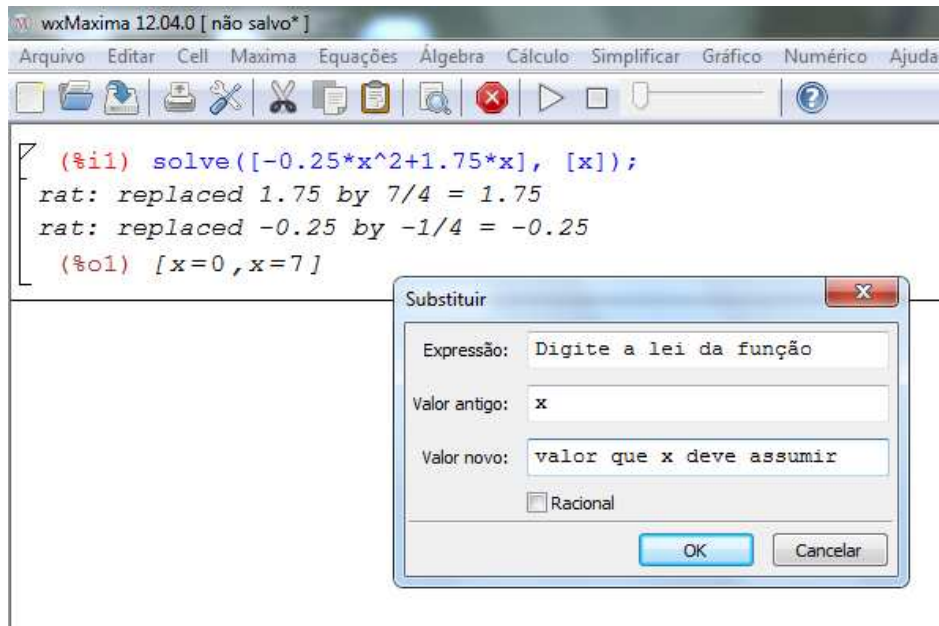 wxMaxima 12.04.0 [ não salvo* ]
Arquivo Editar Cell Maxima Equações Álgebra Cálculo Simplificar Gráfico Numérico Ajuda
(%i1) solve([-0.25*x^2+1.75*x], [x]);
rat: replaced 1.75 by 7/4 = 1.75
rat: replaced -0.25 by -1/4 = -0.25
(%o1) [x=0,x=7]
Substituir
Expressão: Digite a lei da função
Valor antigo: x
Valor novo: valor que x deve assumir
Racional
OK Cancelar